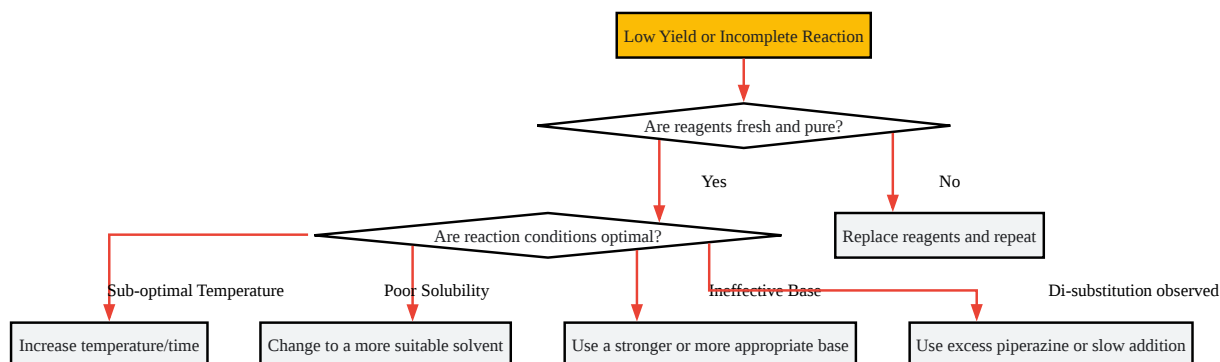 Low Yield or Incomplete Reaction
Are reagents fresh and pure?
Yes
No
Are reaction conditions optimal?
Replace reagents and repeat
Sub-optimal Temperature
Poor Solubility
Ineffective Base
Di-substitution observed
Increase temperature/time
Change to a more suitable solvent
Use a stronger or more appropriate base
Use excess piperazine or slow addition